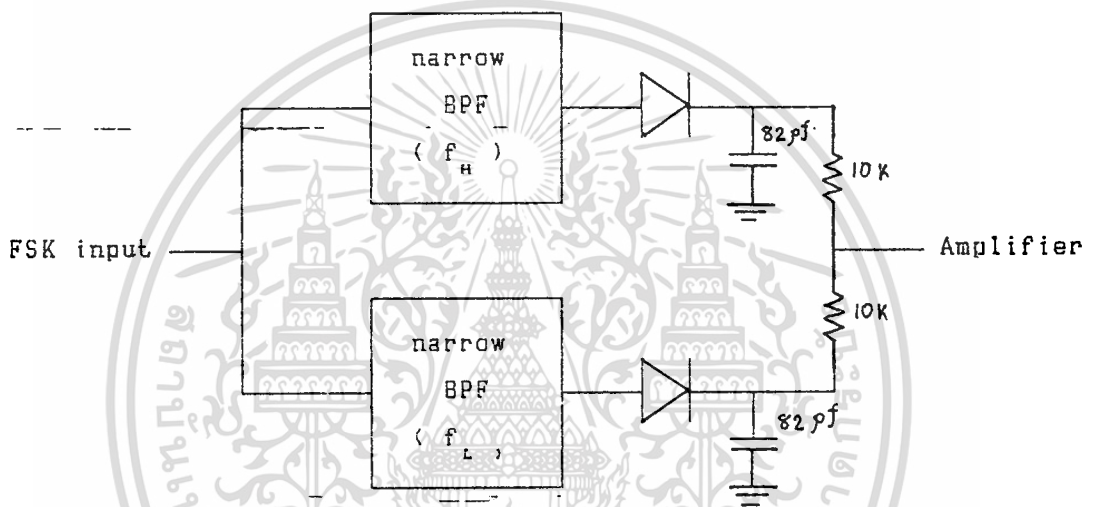 narrow
BPF
( f_H )
82pf
10K
FSK input
Amplifier
10K
narrow
BPF
( f_L )
82pf